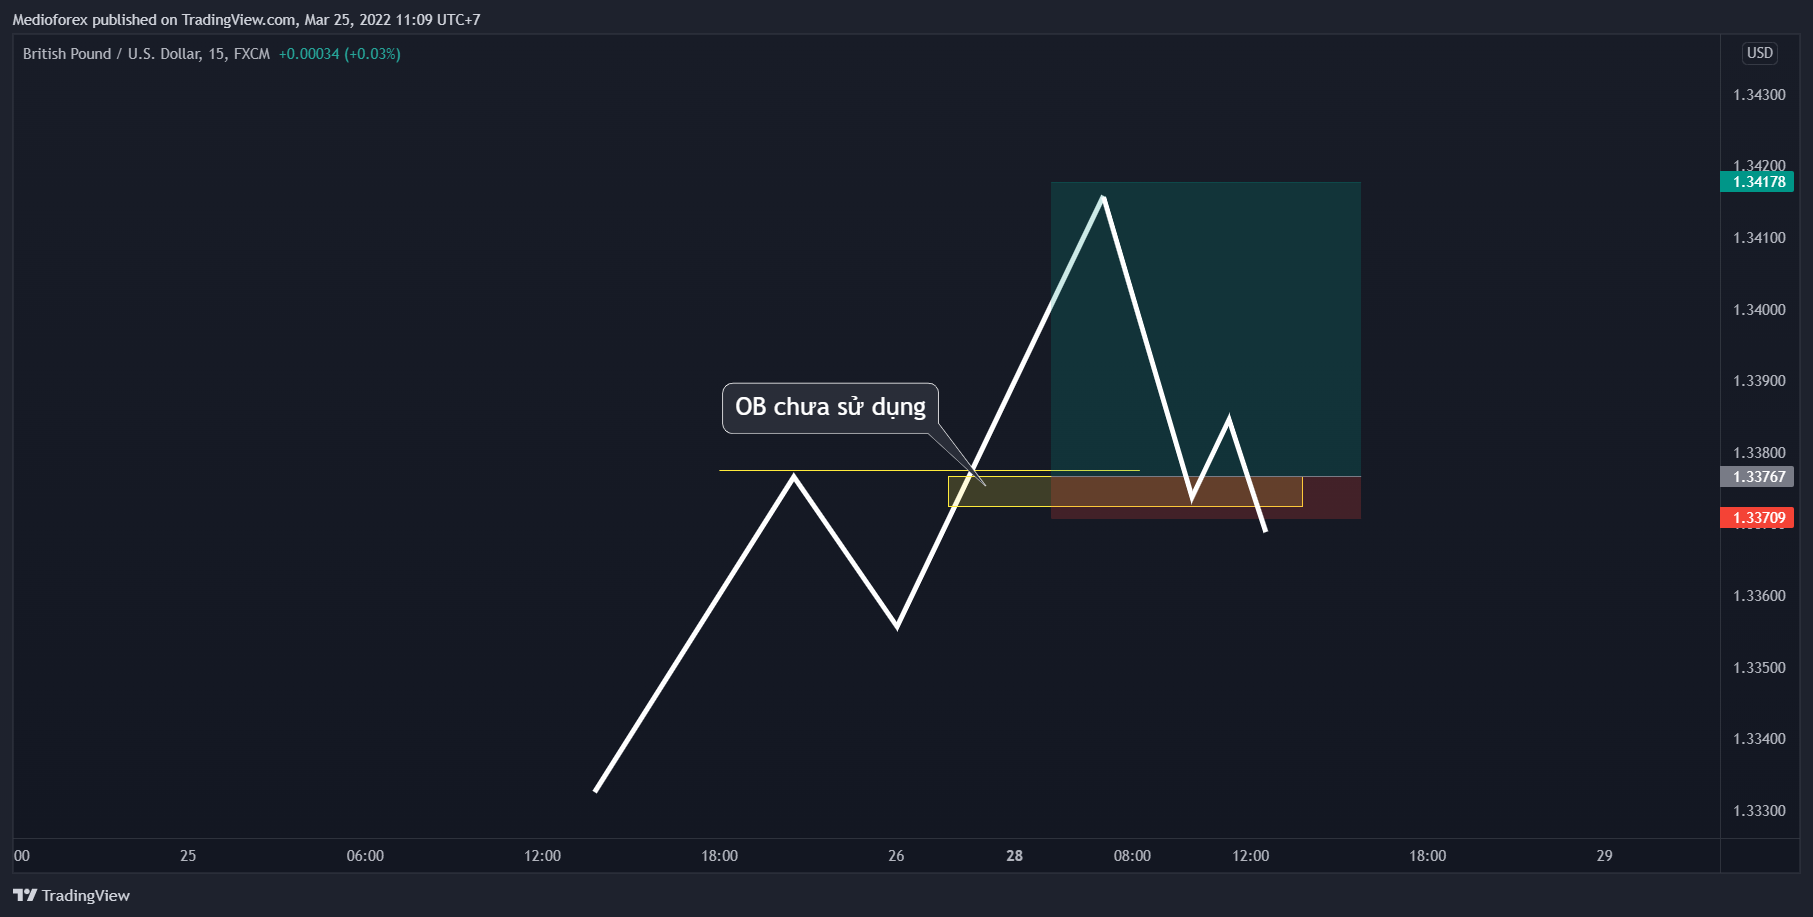 Medioforex published on TradingView.com, Mar 25, 2022 11:09 UTC+7
British Pound / U.S. Dollar, 15, FXCM +0.00034 (+0.03%)
USD
1.34300
1.34200
1.34178
1.34100
1.34000
1.33900
OB chưa sử dụng
1.33800
1.33767
1.33709
1.33600
1.33500
1.33400
1.33300
00 25 06:00 12:00 18:00 26 28 08:00 12:00 18:00 29
TradingView